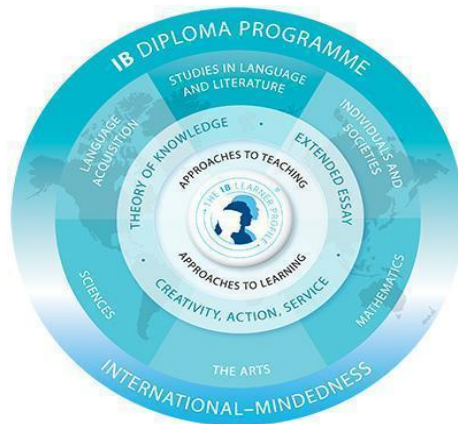 IB DIPLOMA PROGRAMME
STUDIES IN LANGUAGE
AND LITERATURE
LANGUAGE
ACQUISITION
INDIVIDUALS AND
SOCIETIES
THEORY OF KNOWLEDGE
EXTENDED ESSAY
APPROACHES TO TEACHING
THE IB LEARNER PROFILE
APPROACHES TO LEARNING
CREATIVITY, ACTION, SERVICE
SCIENCES
MATHEMATICS
THE ARTS
INTERNATIONAL-MINDEDNESS